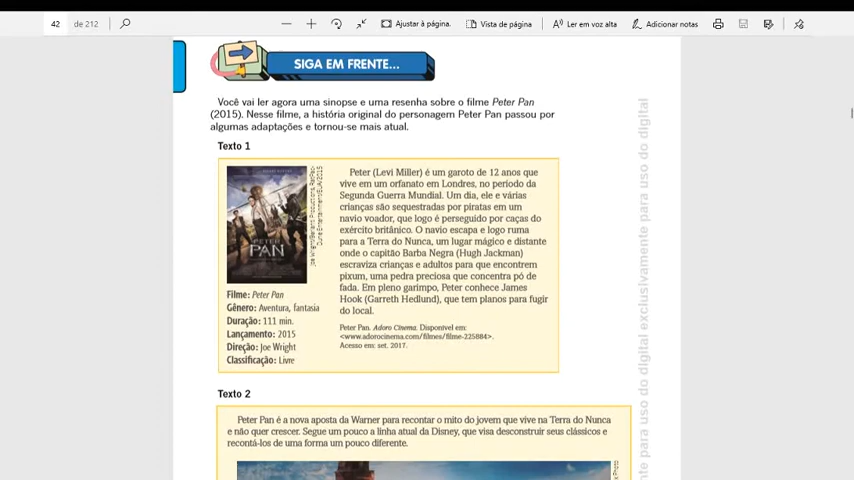 42 de 212 Ajustar à página. Vista de página Ler em voz alta Adicionar notas
SIGA EM FRENTE...
Você vai ler agora uma sinopse e uma resenha sobre o filme Peter Pan
(2015). Nesse filme, a história original do personagem Peter Pan passou por
algumas adaptações e tornou-se mais atual.
Texto 1
PETER
PAN
Peter (Levi Miller) é um garoto de 12 anos que
vive em um orfanato em Londres, no período da
Segunda Guerra Mundial. Um dia, ele e várias
crianças são sequestradas por piratas em um
navio voador, que logo é perseguido por caças do
exército britânico. O navio escapa e logo ruma
para a Terra do Nunca, um lugar mágico e distante
onde o capitão Barba Negra (Hugh Jackman)
escraviza crianças e adultos para que encontrem
pixum, uma pedra preciosa que concentra pó de
fada. Em pleno garimpo, Peter conhece James
Hook (Garreth Hedlund), que tem planos para fugir
do local.
Peter Pan. Adoro Cinema. Disponível em:
<www.adorocinema.com/filmes/filme-225884>.
Acesso em: set. 2017.
Filme: Peter Pan
Gênero: Aventura, fantasia
Duração: 111 min.
Lançamento: 2015
Direção: Joe Wright
Classificação: Livre
Texto 2
Peter Pan é a nova aposta da Warner para recontar o mito do jovem que vive na Terra do Nunca
e não quer crescer. Segue um pouco a linha atual da Disney, que visa desconstruir seus clássicos e
recontá-los de uma forma um pouco diferente.
para uso do digital exclusivamente para uso do digital